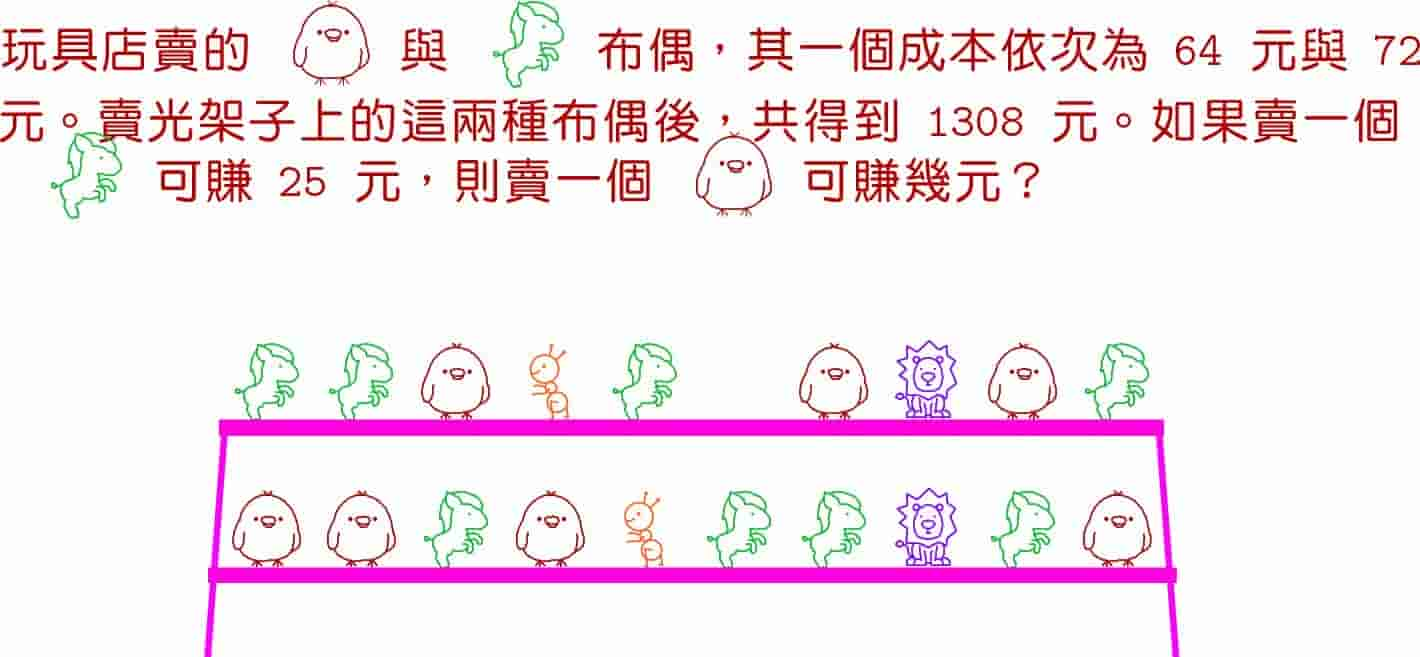 玩具店賣的 與 布偶，其一個成本依次為 64 元與 72
元。賣光架子上的這兩種布偶後，共得到 1308 元。如果賣一個
可賺 25 元，則賣一個 可賺幾元？